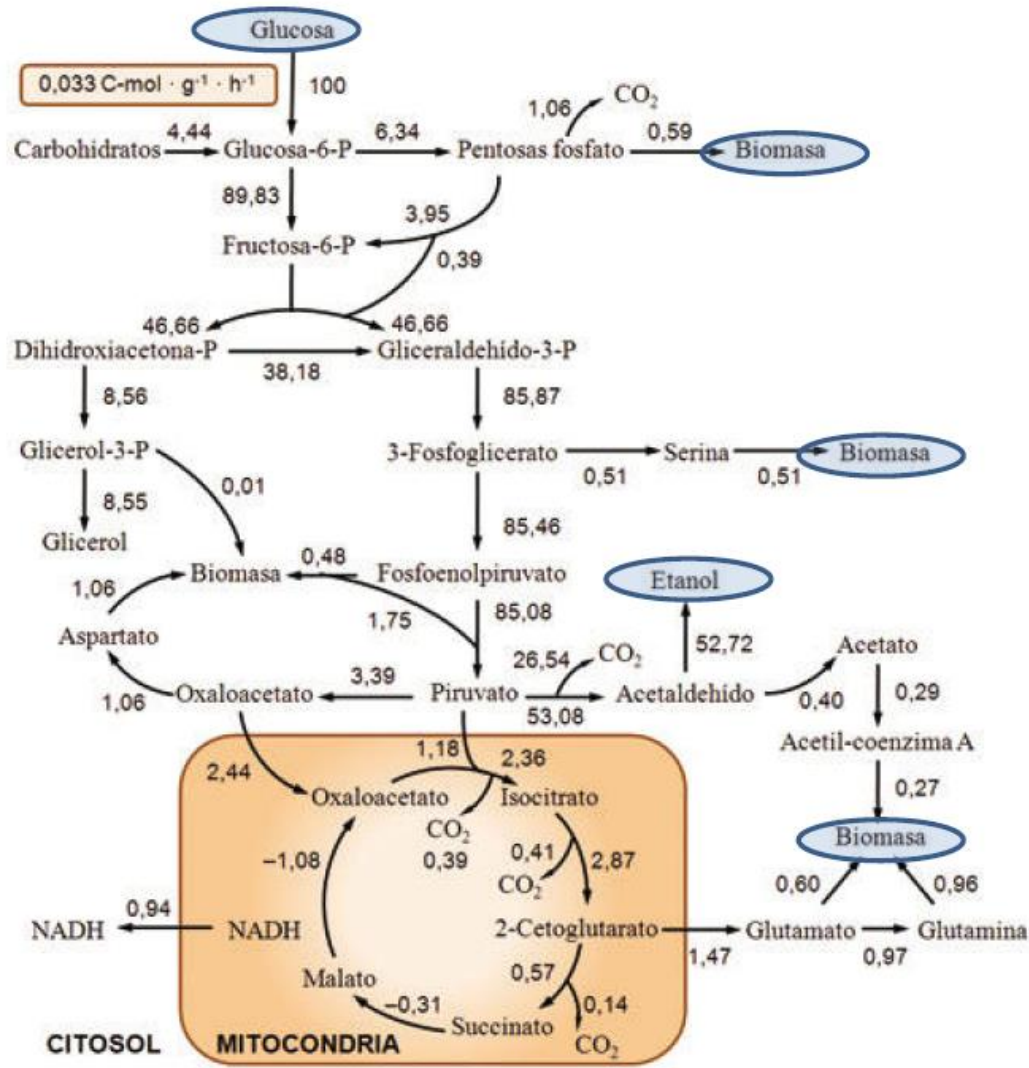 Glucosa
0,033 C-mol · g⁻¹ · h⁻¹
100
1,06
CO₂
Carbohidratos
4,44
Glucosa-6-P
6,34
Pentosas fosfato
0,59
Biomasa
89,83
3,95
Fructosa-6-P
0,39
46,66
46,66
Dihidroxiacetona-P
38,18
Gliceraldehído-3-P
8,56
85,87
Glicerol-3-P
3-Fosfoglicerato
0,51
Serina
0,51
Biomasa
8,55
0,01
85,46
Glicerol
Biomasa
0,48
Fosfoenolpiruvato
Etanol
1,06
1,75
85,08
52,72
Aspartato
26,54
CO₂
Acetato
1,06
Oxaloacetato
3,39
Piruvato
53,08
Acetaldehído
0,40
0,29
Acetil-coenzima A
2,44
1,18
2,36
0,27
Oxaloacetato
Isocitrato
CO₂
0,39
Biomasa
–1,08
0,41
CO₂
2,87
0,60
0,96
NADH
0,94
NADH
2-Cetoglutarato
1,47
Glutamato
0,97
Glutamina
Malato
0,57
–0,31
0,14
Succinato
CO₂
CITOSOL
MITOCONDRIA